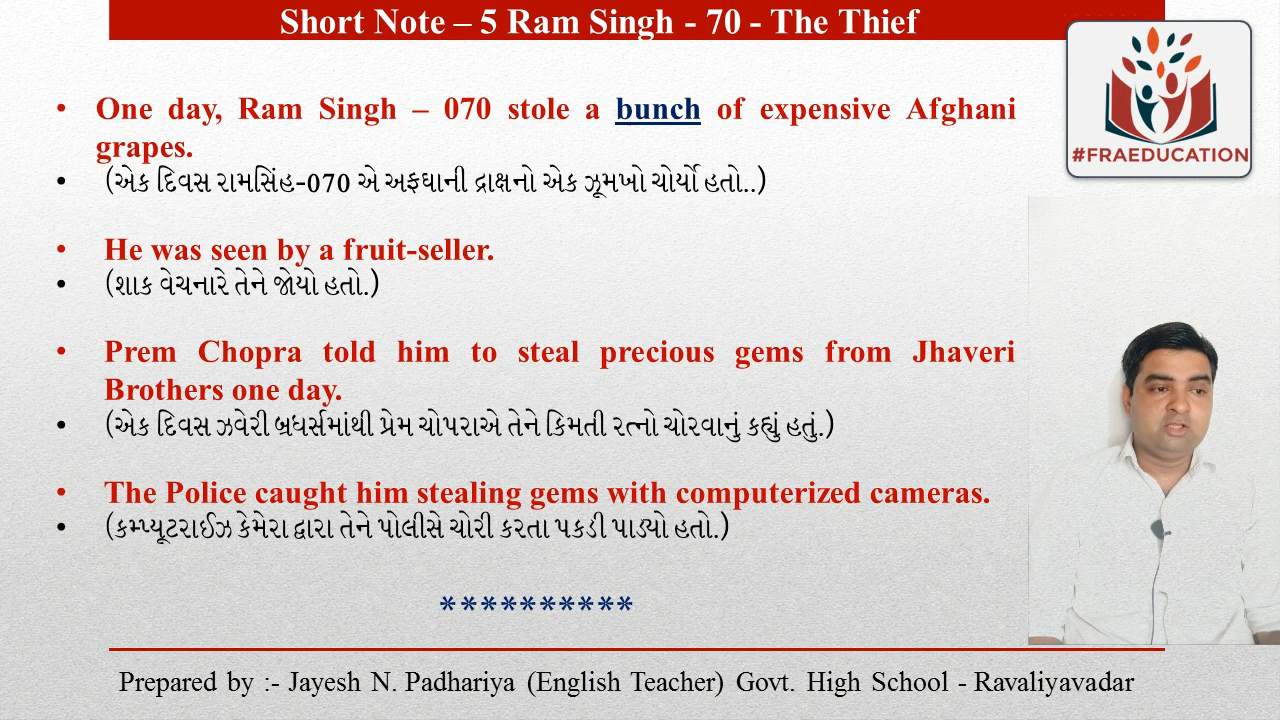 Short Note – 5 Ram Singh - 70 - The Thief
#FRAEDUCATION
• One day, Ram Singh – 070 stole a bunch of expensive Afghani
grapes.
• (એક દિવસ રામસિંહ-070 એ અફઘાની દ્રાક્ષનો એક ઝૂમખો ચોર્યો હતો..)
• He was seen by a fruit-seller.
• (શાક વેચનારે તેને જોયો હતો.)
• Prem Chopra told him to steal precious gems from Jhaveri
Brothers one day.
• (એક દિવસ ઝવેરી બ્રધર્સમાંથી પ્રેમ ચોપરાએ તેને કિમતી રત્નો ચોરવાનું કહ્યું હતું.)
• The Police caught him stealing gems with computerized cameras.
• (કમ્પ્યૂટરાઈઝ કેમેરા દ્વારા તેને પોલીસે ચોરી કરતા પકડી પાડ્યો હતો.)
**********
Prepared by :- Jayesh N. Padhariya (English Teacher) Govt. High School - Ravaliyavadar